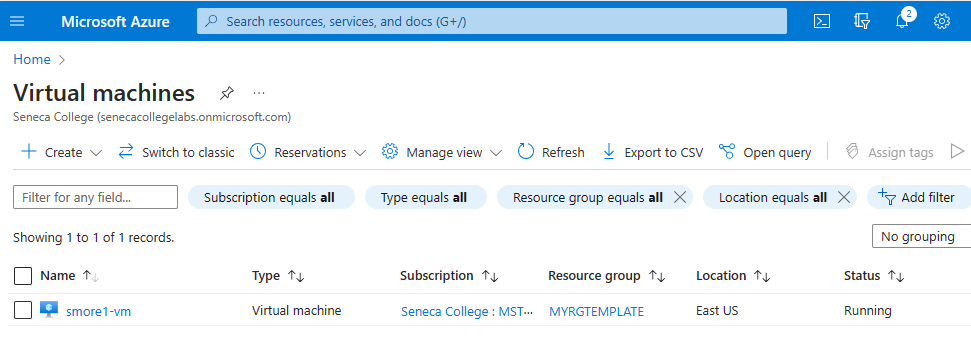 Microsoft Azure Search resources, services, and docs (G+/) 2
Home >
Virtual machines ...
Seneca College (senecacollegelabs.onmicrosoft.com)
+ Create Switch to classic Reservations Manage view Refresh Export to CSV Open query Assign tags
Filter for any field... Subscription equals all Type equals all Resource group equals all Location equals all Add filter
Showing 1 to 1 of 1 records. No grouping
Name ↑↓ Type ↑↓ Subscription ↑↓ Resource group ↑↓ Location ↑↓ Status ↑↓
smore1-vm Virtual machine Seneca College : MST... MYRGTEMPLATE East US Running